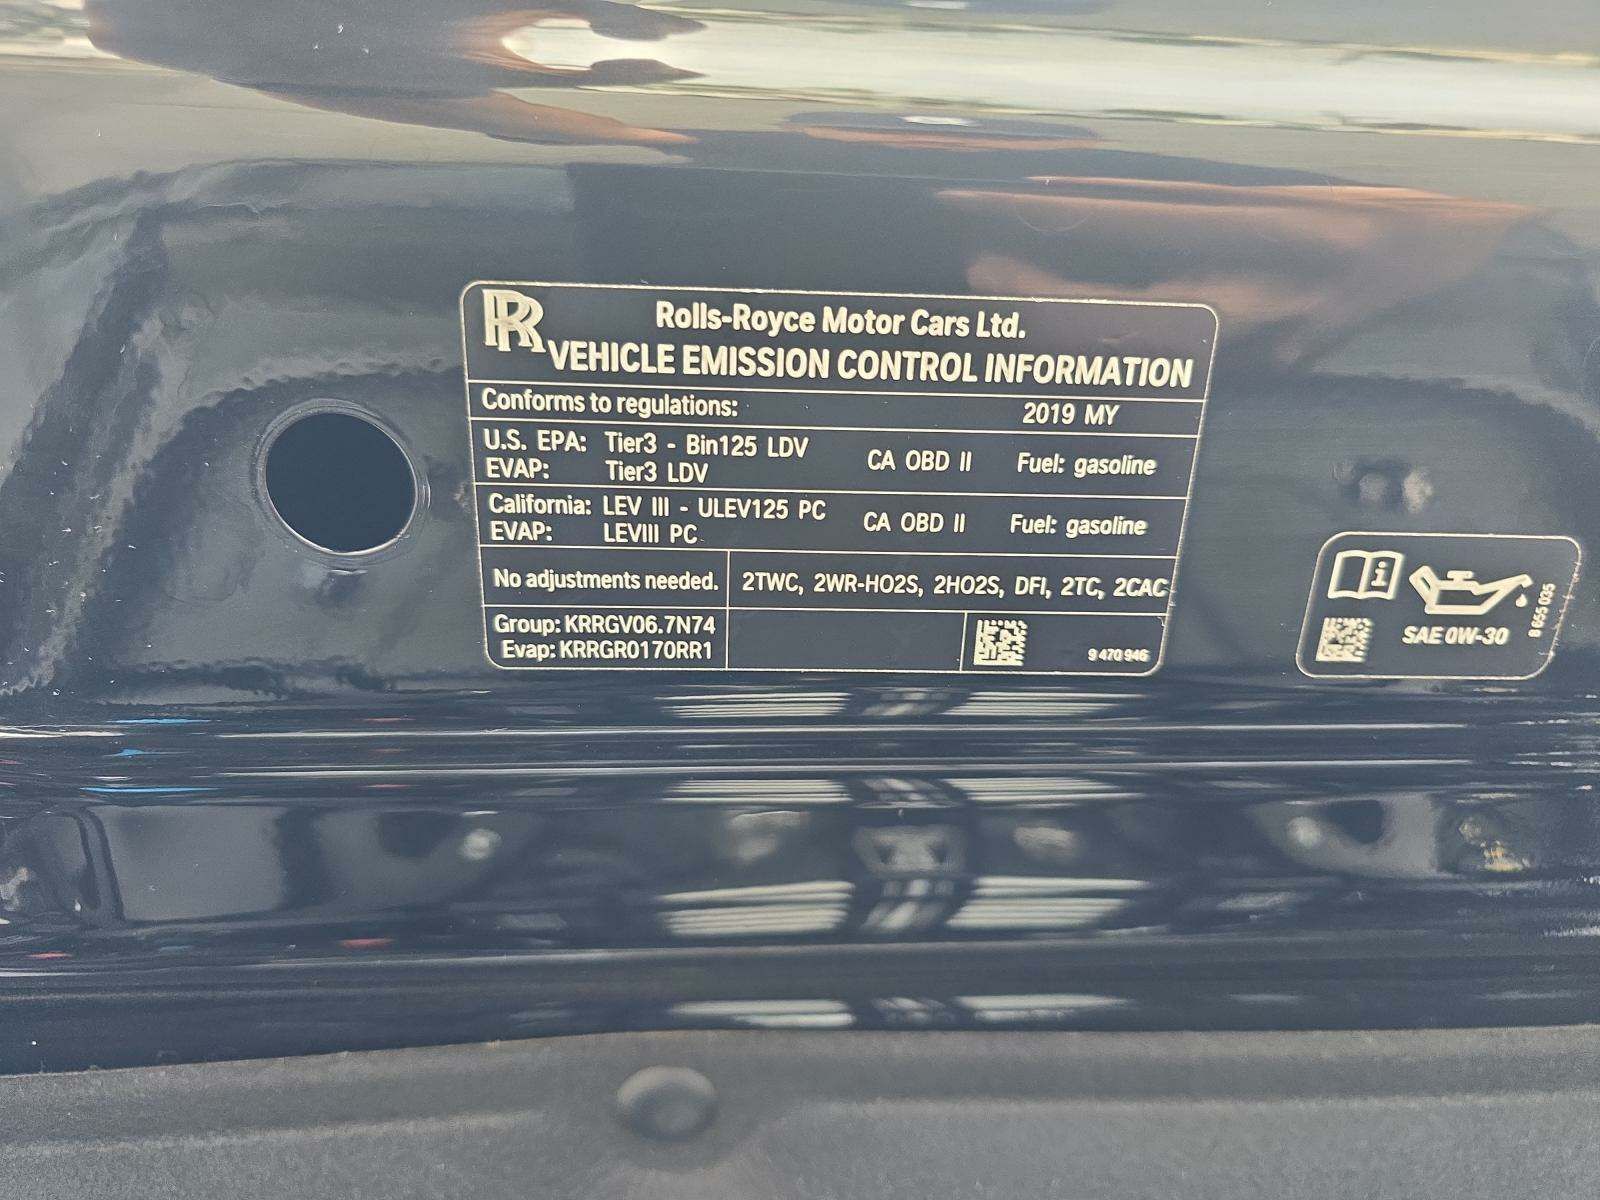 RR
Rolls-Royce Motor Cars Ltd.
VEHICLE EMISSION CONTROL INFORMATION
Conforms to regulations: 2019 MY
U.S. EPA: Tier3 - Bin125 LDV CA OBD II Fuel: gasoline
EVAP: Tier3 LDV
California: LEV III - ULEV125 PC CA OBD II Fuel: gasoline
EVAP: LEVIII PC
No adjustments needed. 2TWC, 2WR-HO2S, 2HO2S, DFI, 2TC, 2CAC
Group: KRRGV06.7N74
Evap: KRRGR0170RR1
9 470 946
i
SAE 0W-30
8 655 035